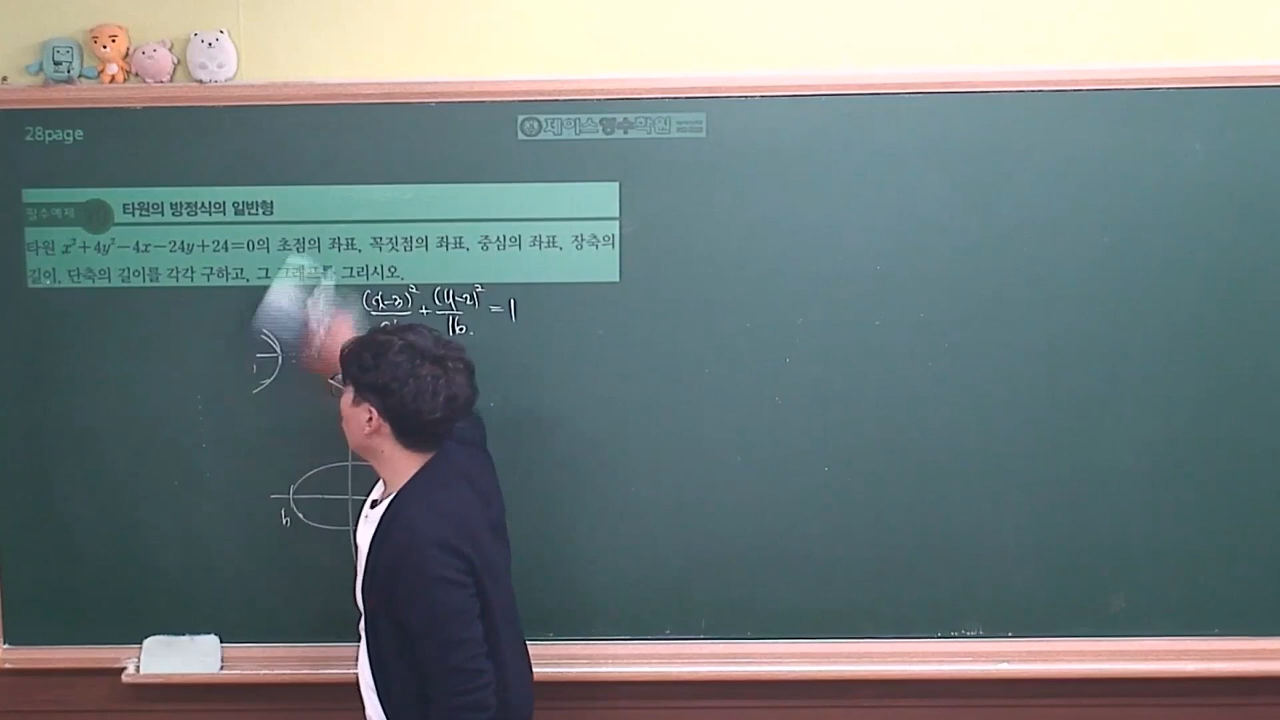 28page
제이스영수학원
필수예제
타원의 방정식의 일반형
타원 x²+4y²−4x−24y+24=0의 초점의 좌표, 꼭짓점의 좌표, 중심의 좌표, 장축의
길이, 단축의 길이를 각각 구하고, 그 그래프를 그리시오.
(x-3)² + (y-2)² = 1
16